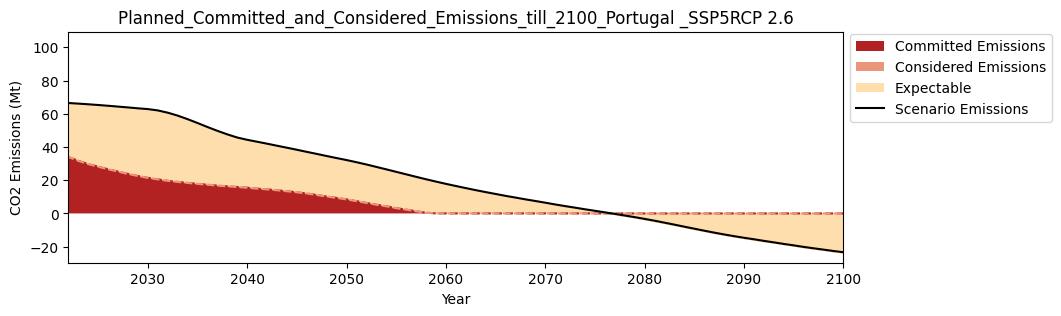 Planned_Committed_and_Considered_Emissions_till_2100_Portugal _SSP5RCP 2.6
CO2 Emissions (Mt)
100
80
60
40
20
0
−20
2030
2040
2050
2060
2070
2080
2090
2100
Year
Committed Emissions
Considered Emissions
Expectable
Scenario Emissions